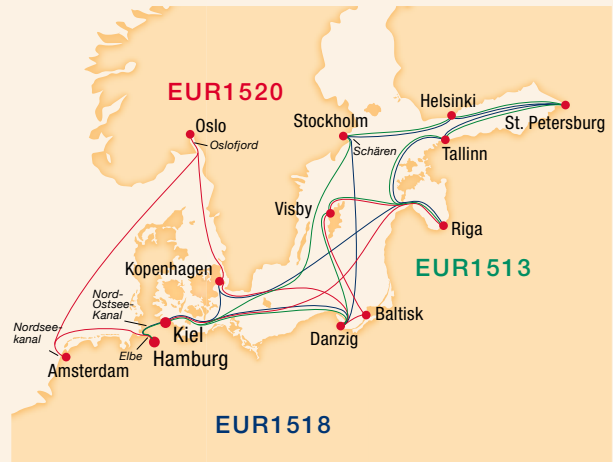 EUR1520
Oslo
Oslofjord
Stockholm
Schären
Helsinki
St. Petersburg
Tallinn
Visby
Riga
EUR1513
Kopenhagen
Nord-
Ostsee-
Kanal
Kiel
Baltisk
Danzig
Nordsee-
kanal
Elbe
Hamburg
Amsterdam
EUR1518